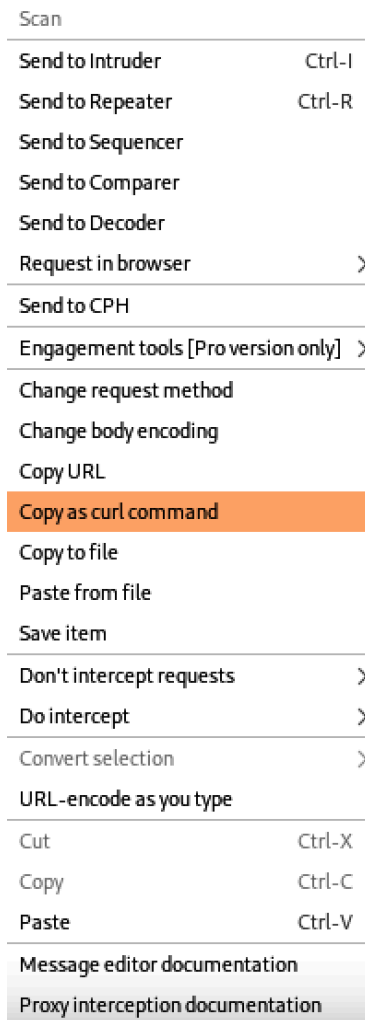 Scan
Send to Intruder Ctrl-I
Send to Repeater Ctrl-R
Send to Sequencer
Send to Comparer
Send to Decoder
Request in browser
Send to CPH
Engagement tools [Pro version only]
Change request method
Change body encoding
Copy URL
Copy as curl command
Copy to file
Paste from file
Save item
Don't intercept requests
Do intercept
Convert selection
URL-encode as you type
Cut Ctrl-X
Copy Ctrl-C
Paste Ctrl-V
Message editor documentation
Proxy interception documentation